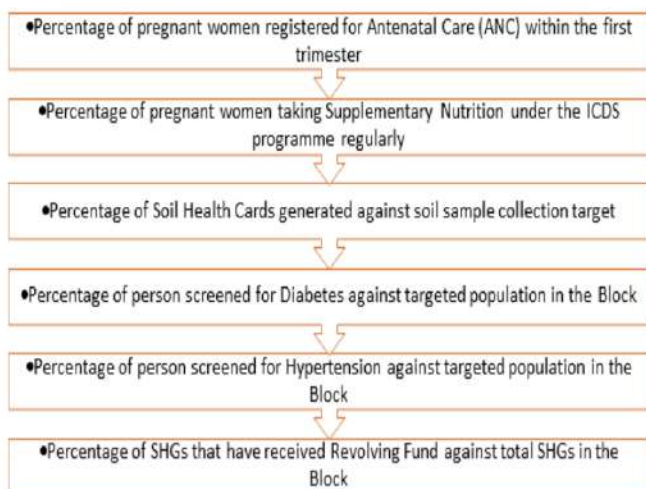 •Percentage of pregnant women registered for Antenatal Care (ANC) within the first
trimester
•Percentage of pregnant women taking Supplementary Nutrition under the ICDS
programme regularly
•Percentage of Soil Health Cards generated against soil sample collection target
•Percentage of person screened for Diabetes against targeted population in the Block
•Percentage of person screened for Hypertension against targeted population in the
Block
•Percentage of SHGs that have received Revolving Fund against total SHGs in the
Block